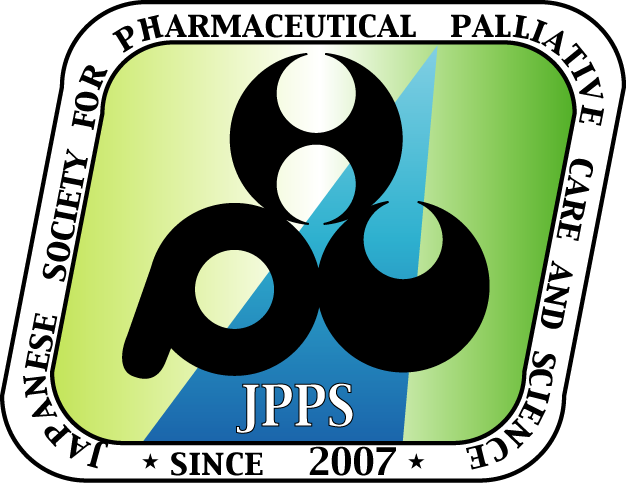 JAPANESE SOCIETY FOR PHARMACEUTICAL PALLIATIVE CARE AND SCIENCE
JPPS
★ SINCE 2007 ★